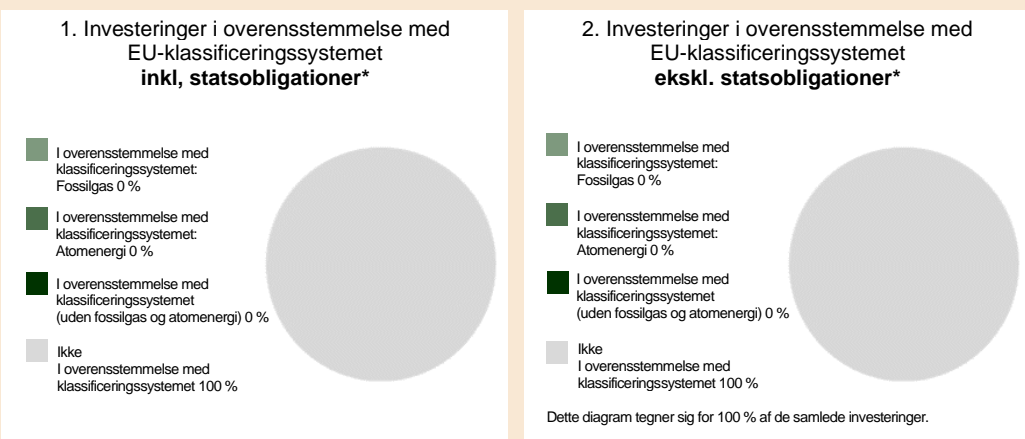 1. Investeringer i overensstemmelse med
EU-klassificeringssystemet
inkl, statsobligationer*
I overensstemmelse med
klassificeringssystemet:
Fossilgas 0 %
I overensstemmelse med
klassificeringssystemet:
Atomenergi 0 %
I overensstemmelse med
klassificeringssystemet
(uden fossilgas og atomenergi) 0 %
Ikke
I overensstemmelse med
klassificeringssystemet 100 %
2. Investeringer i overensstemmelse med
EU-klassificeringssystemet
ekskl. statsobligationer*
I overensstemmelse med
klassificeringssystemet:
Fossilgas 0 %
I overensstemmelse med
klassificeringssystemet:
Atomenergi 0 %
I overensstemmelse med
klassificeringssystemet
(uden fossilgas og atomenergi) 0 %
Ikke
I overensstemmelse med
klassificeringssystemet 100 %
Dette diagram tegner sig for 100 % af de samlede investeringer.